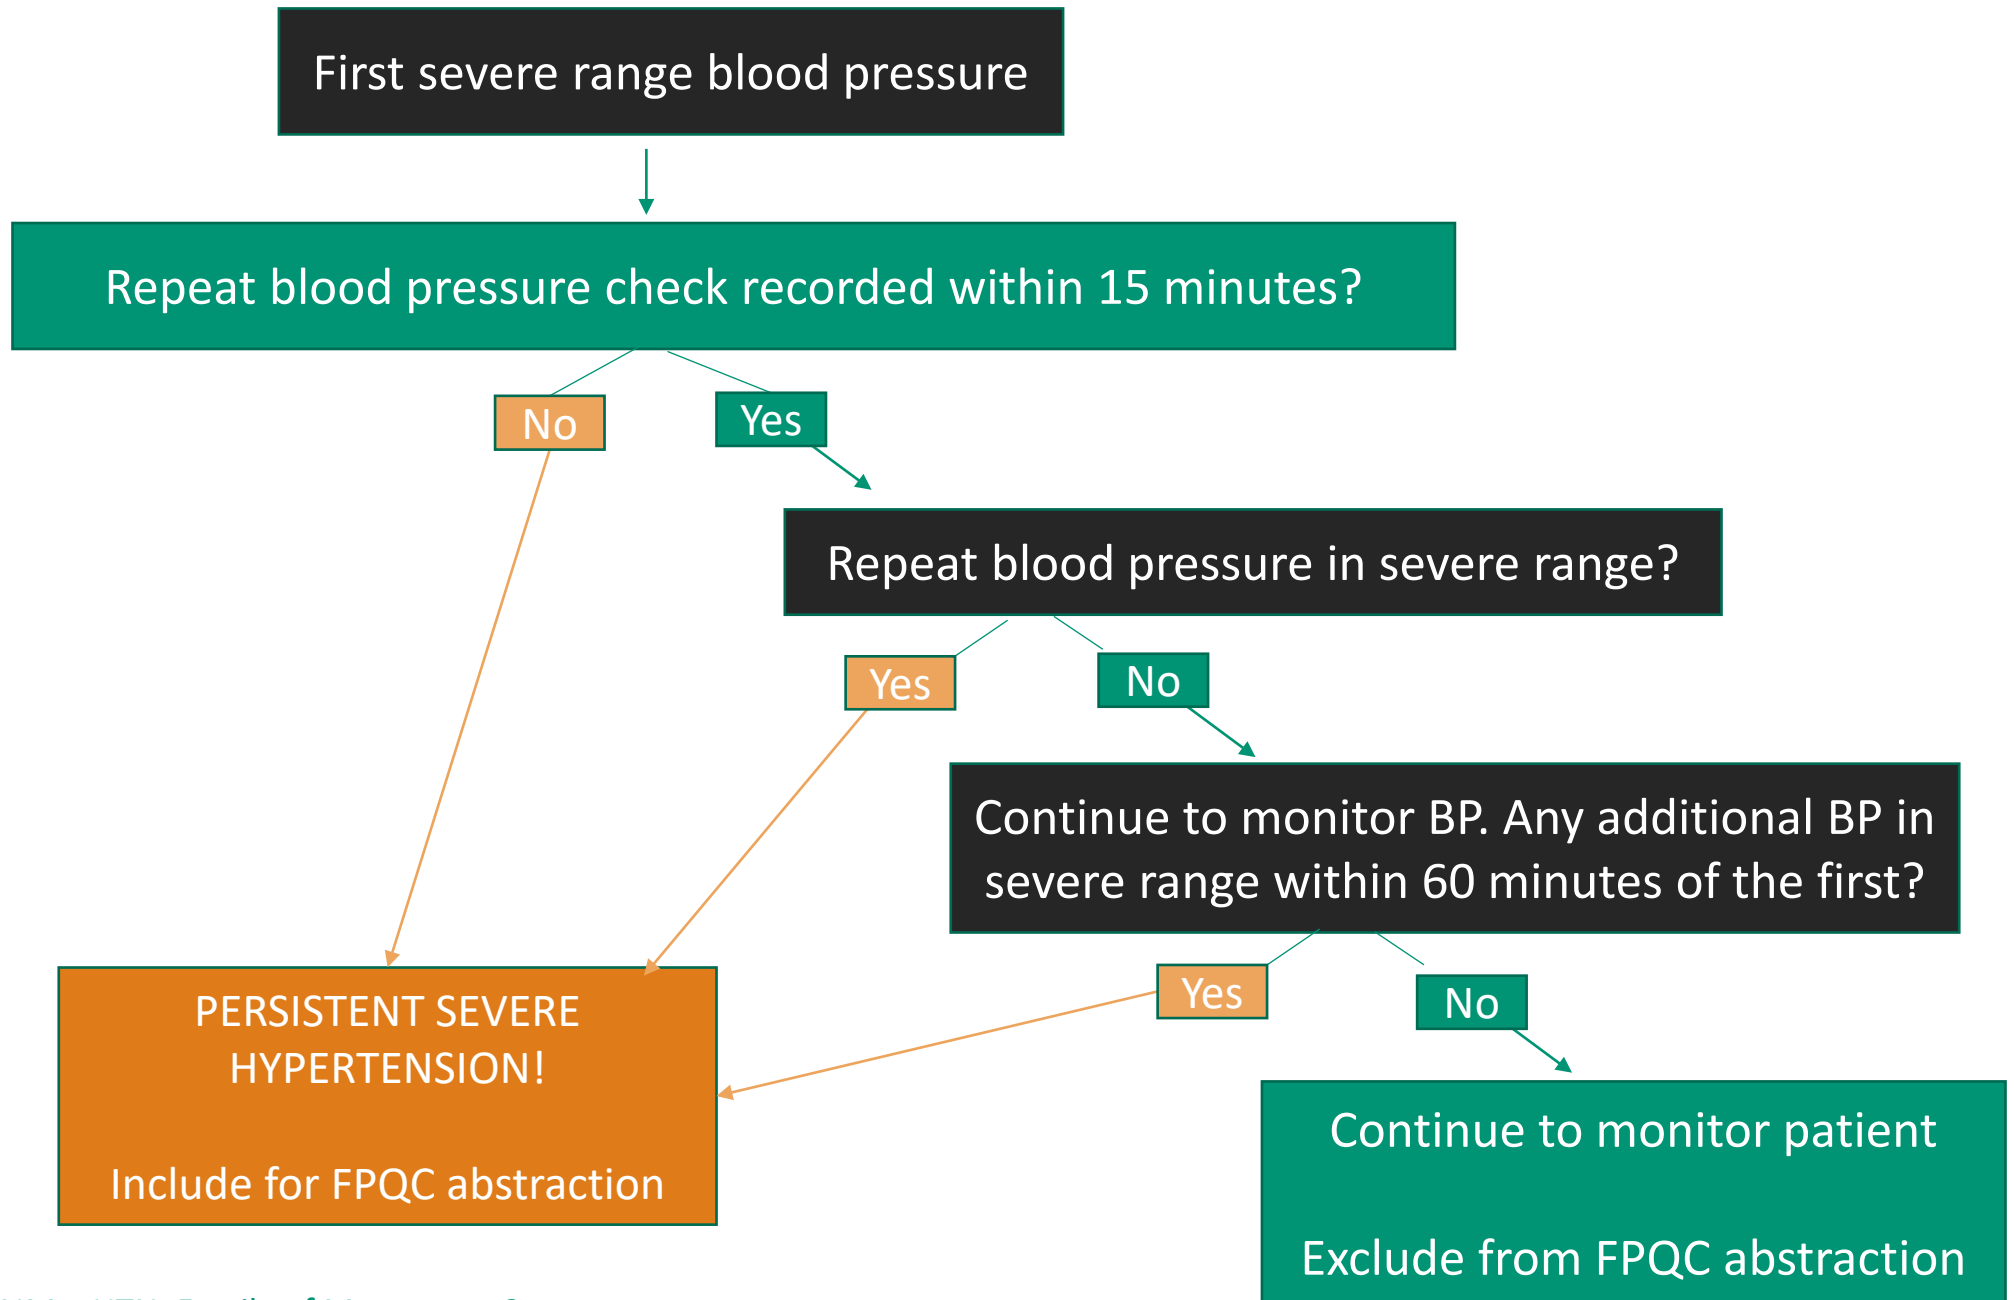 First severe range blood pressure
Repeat blood pressure check recorded within 15 minutes?
No
Yes
Repeat blood pressure in severe range?
Yes
No
Continue to monitor BP. Any additional BP in
severe range within 60 minutes of the first?
Yes
No
PERSISTENT SEVERE
HYPERTENSION!
Include for FPQC abstraction
Continue to monitor patient
Exclude from FPQC abstraction